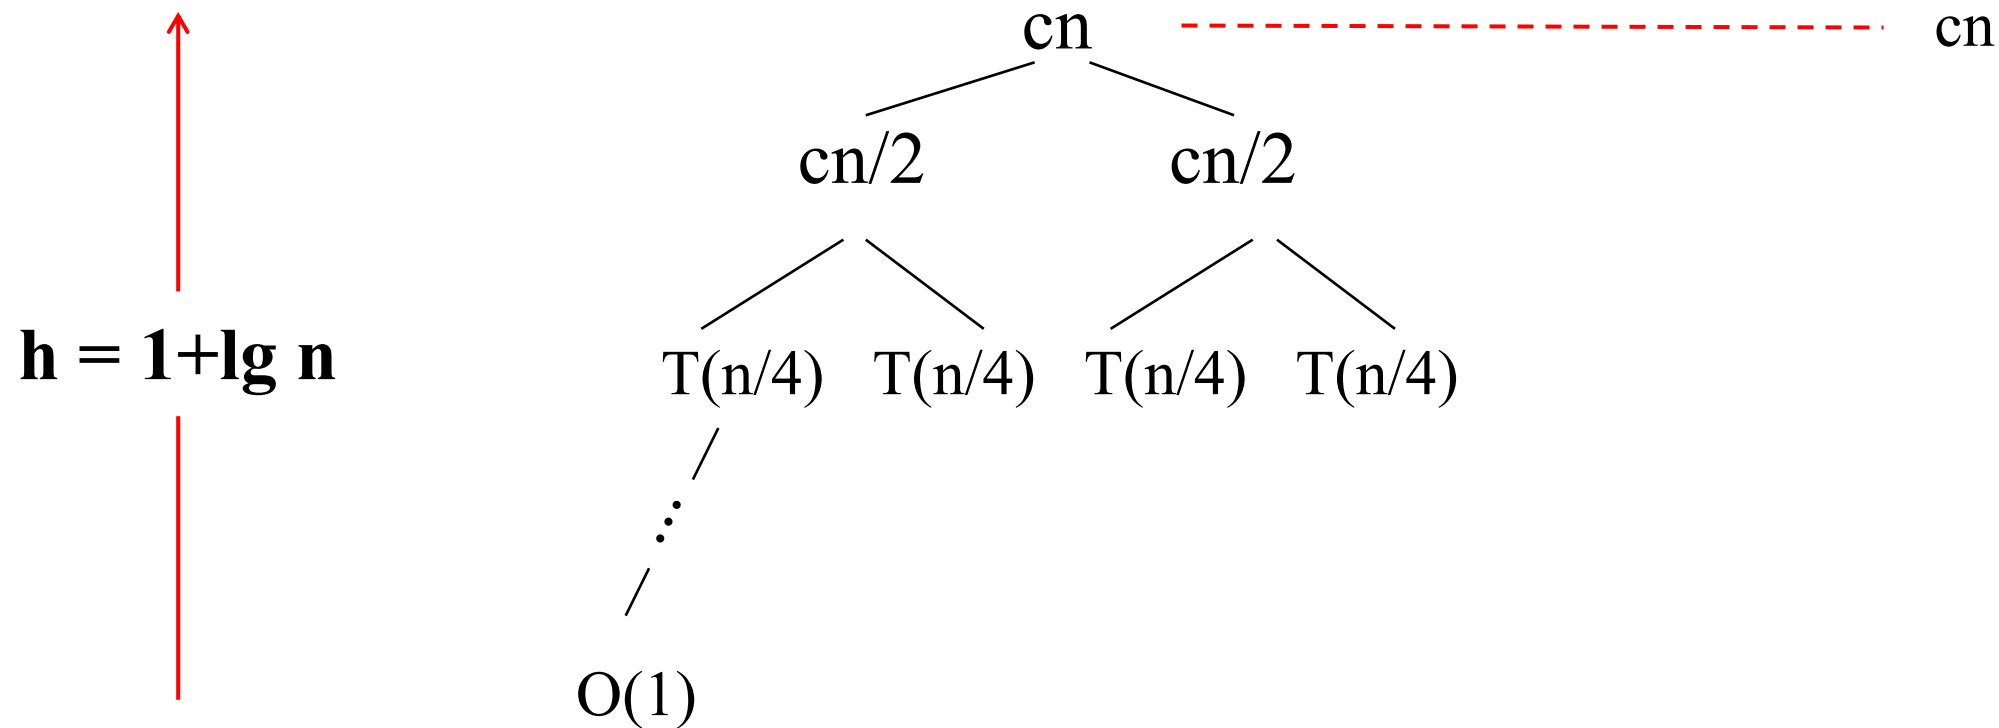 cn cn
cn/2 cn/2
h = 1+lg n
T(n/4) T(n/4) T(n/4) T(n/4)
O(1)